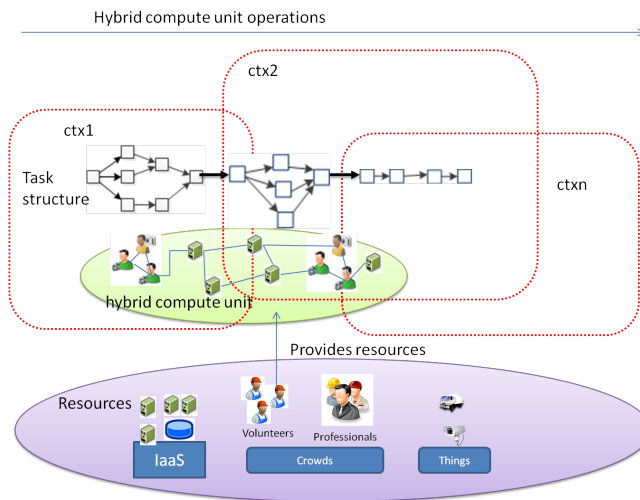 Hybrid compute unit operations
ctx2
ctx1
ctxn
Task
structure
hybrid compute unit
Provides resources
Resources
Volunteers
Professionals
IaaS
Crowds
Things